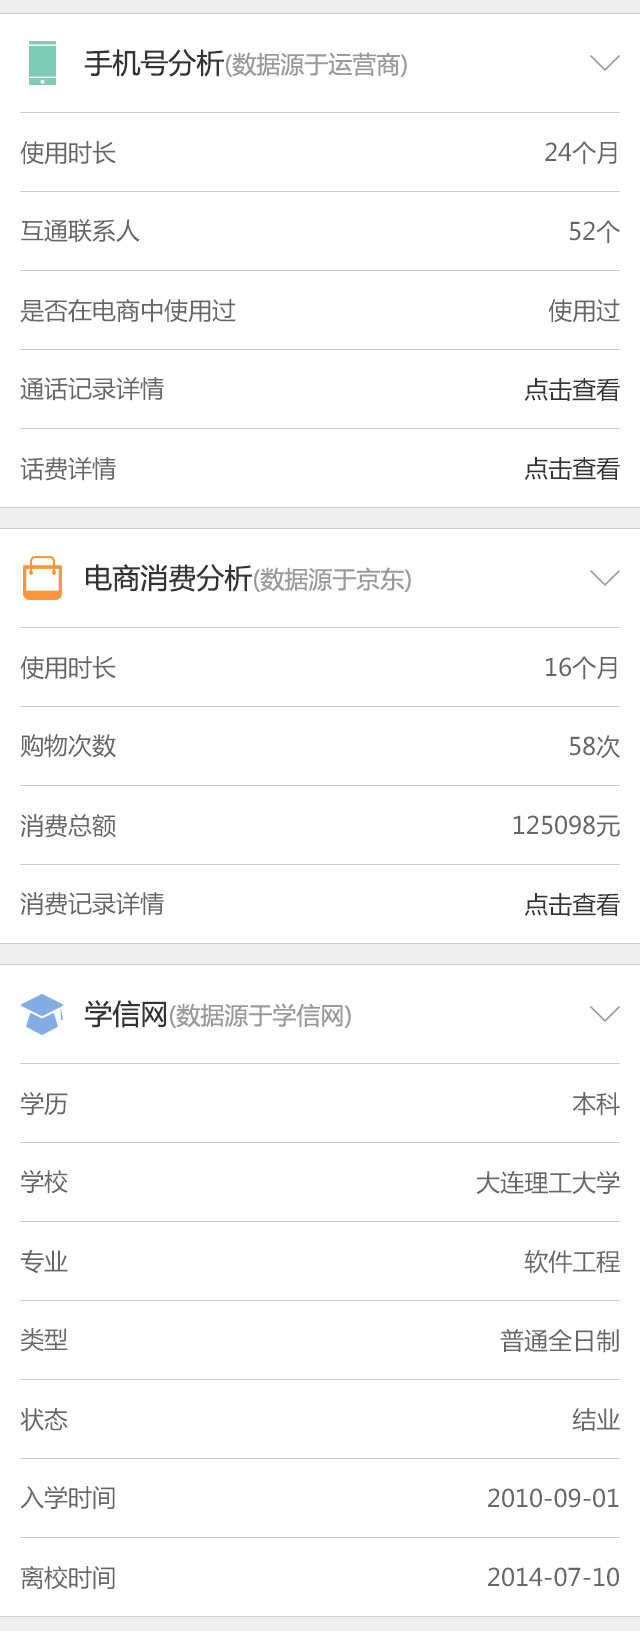 手机号分析(数据源于运营商)
使用时长 24个月
互通联系人 52个
是否在电商中使用过 使用过
通话记录详情 点击查看
话费详情 点击查看
电商消费分析(数据源于京东)
使用时长 16个月
购物次数 58次
消费总额 125098元
消费记录详情 点击查看
学信网(数据源于学信网)
学历 本科
学校 大连理工大学
专业 软件工程
类型 普通全日制
状态 结业
入学时间 2010-09-01
离校时间 2014-07-10